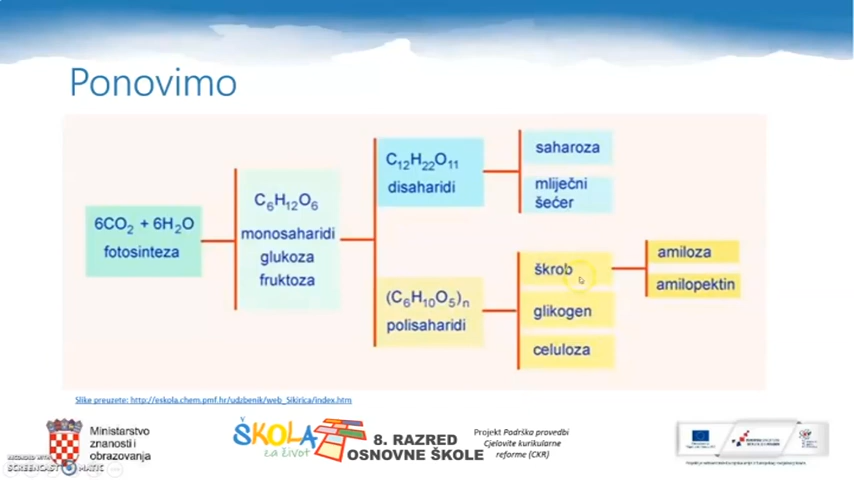 Ponovimo
6CO2 + 6H2O
fotosinteza
C6H12O6
monosaharidi
glukoza
fruktoza
C12H22O11
disaharidi
saharoza
mliječni
šećer
(C6H10O5)n
polisaharidi
škrob
glikogen
celuloza
amiloza
amilopektin
Slike preuzete: http://eskola.chem.pmf.hr/udzbenik/web_Sikirica/index.htm
Ministarstvo
znanosti i
obrazovanja
ŠKOLA
za život
8. RAZRED
OSNOVNE ŠKOLE
Projekt Podrška provedbi
Cjelovite kurikularne
reforme (CKR)
RECORDED WITH
SCREENCAST MATIC